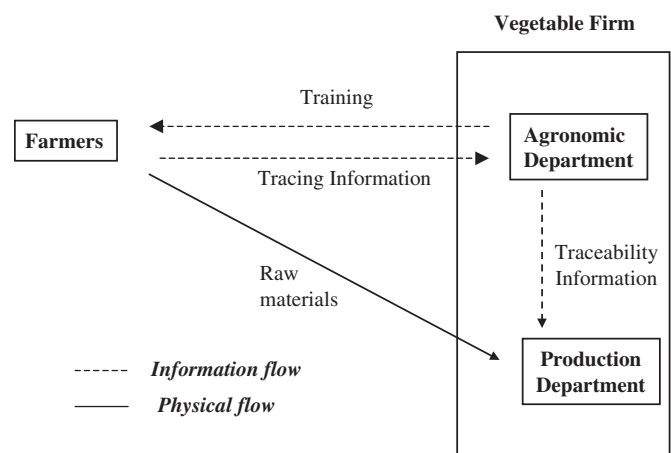 Vegetable Firm
Training
Farmers
Agronomic
Department
Tracing Information
Traceability
Information
Raw
materials
Production
Department
Information flow
Physical flow